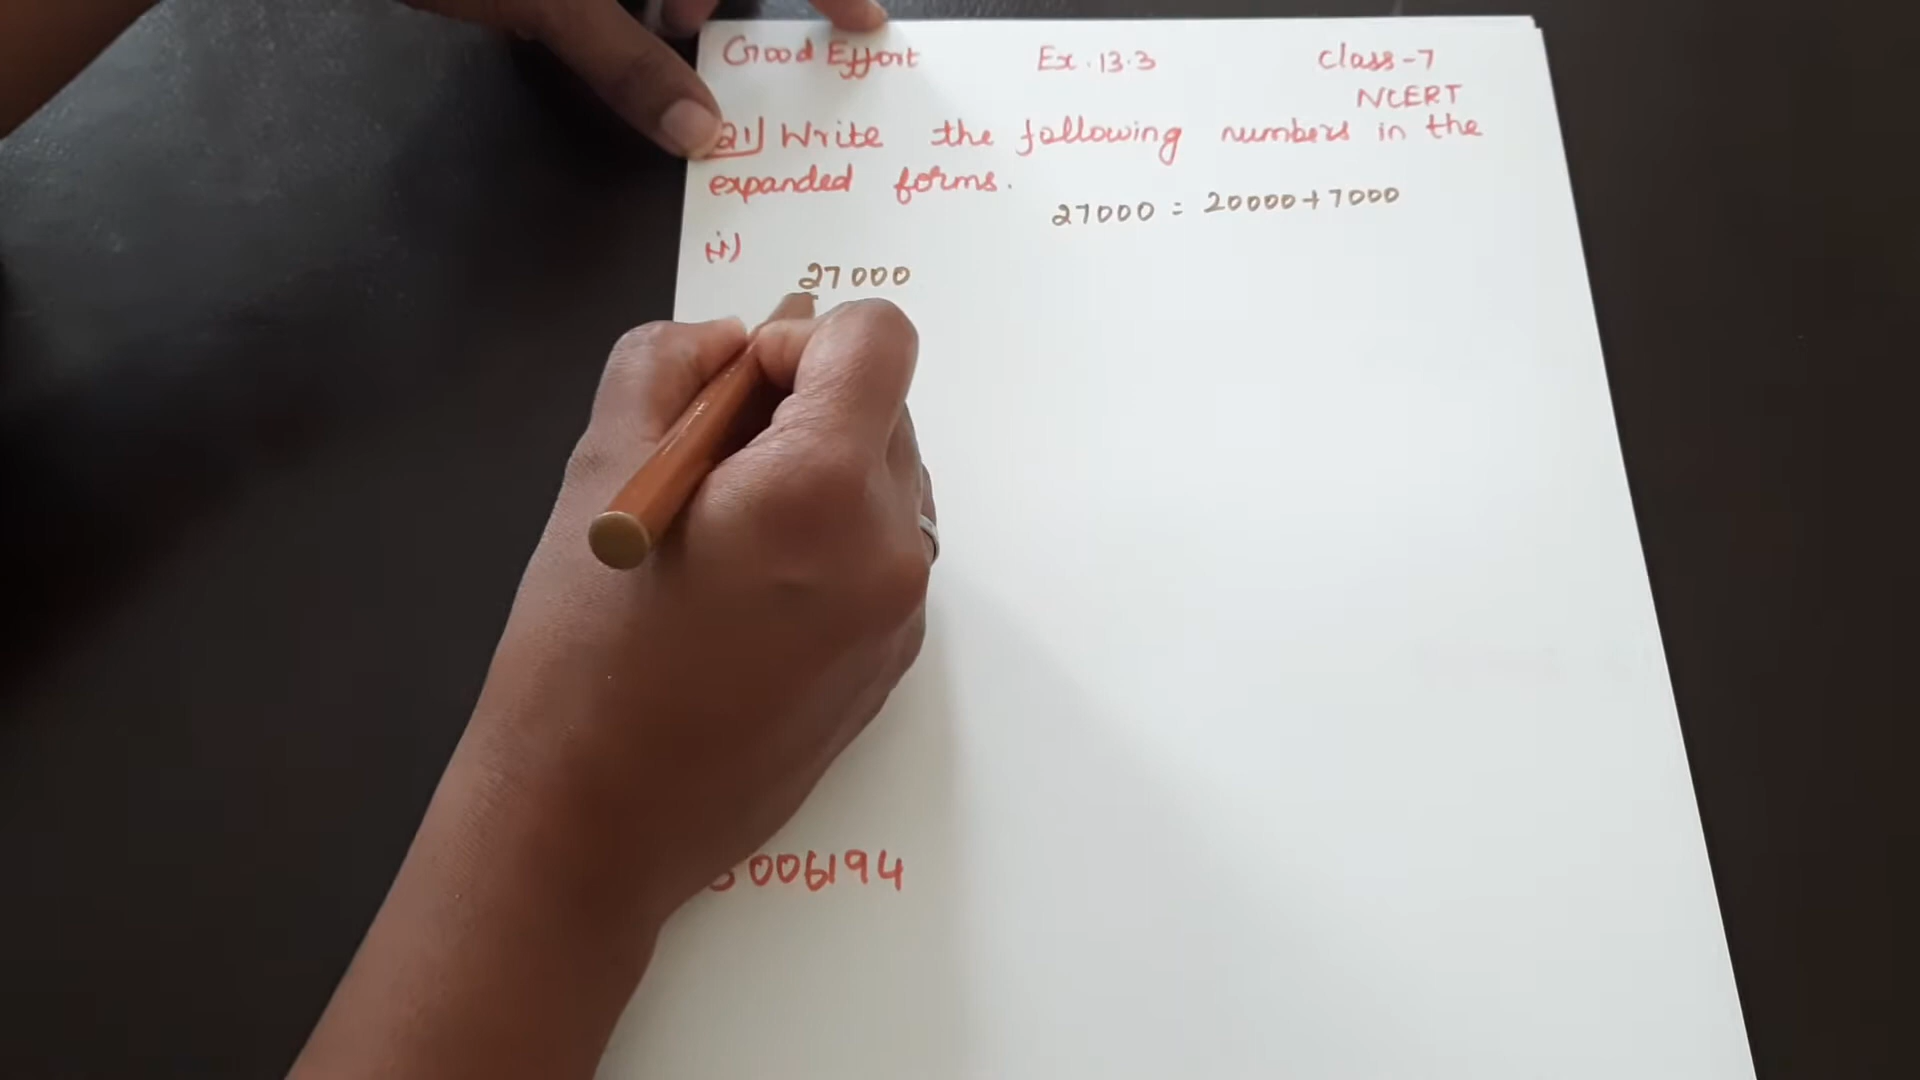 Good Effort Ex. 13.3 Class-7
NCERT
Q1) Write the following numbers in the
expanded forms.
27000 = 20000+7000
(ii)
27000
006194